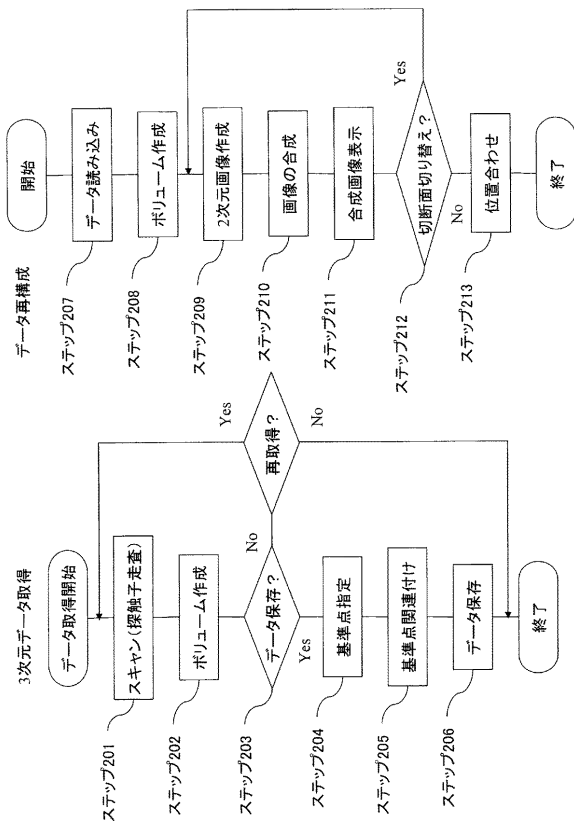 3次元データ取得
データ取得開始
ステップ201
スキャン(探触子走査)
ステップ202
ボリューム作成
ステップ203
データ保存?
No
Yes
再取得?
Yes
No
ステップ204
基準点指定
ステップ205
基準点関連付け
ステップ206
データ保存
終了
データ再構成
開始
ステップ207
データ読み込み
ステップ208
ボリューム作成
ステップ209
2次元画像作成
ステップ210
画像の合成
ステップ211
合成画像表示
ステップ212
切断面切り替え?
Yes
No
ステップ213
位置合わせ
終了